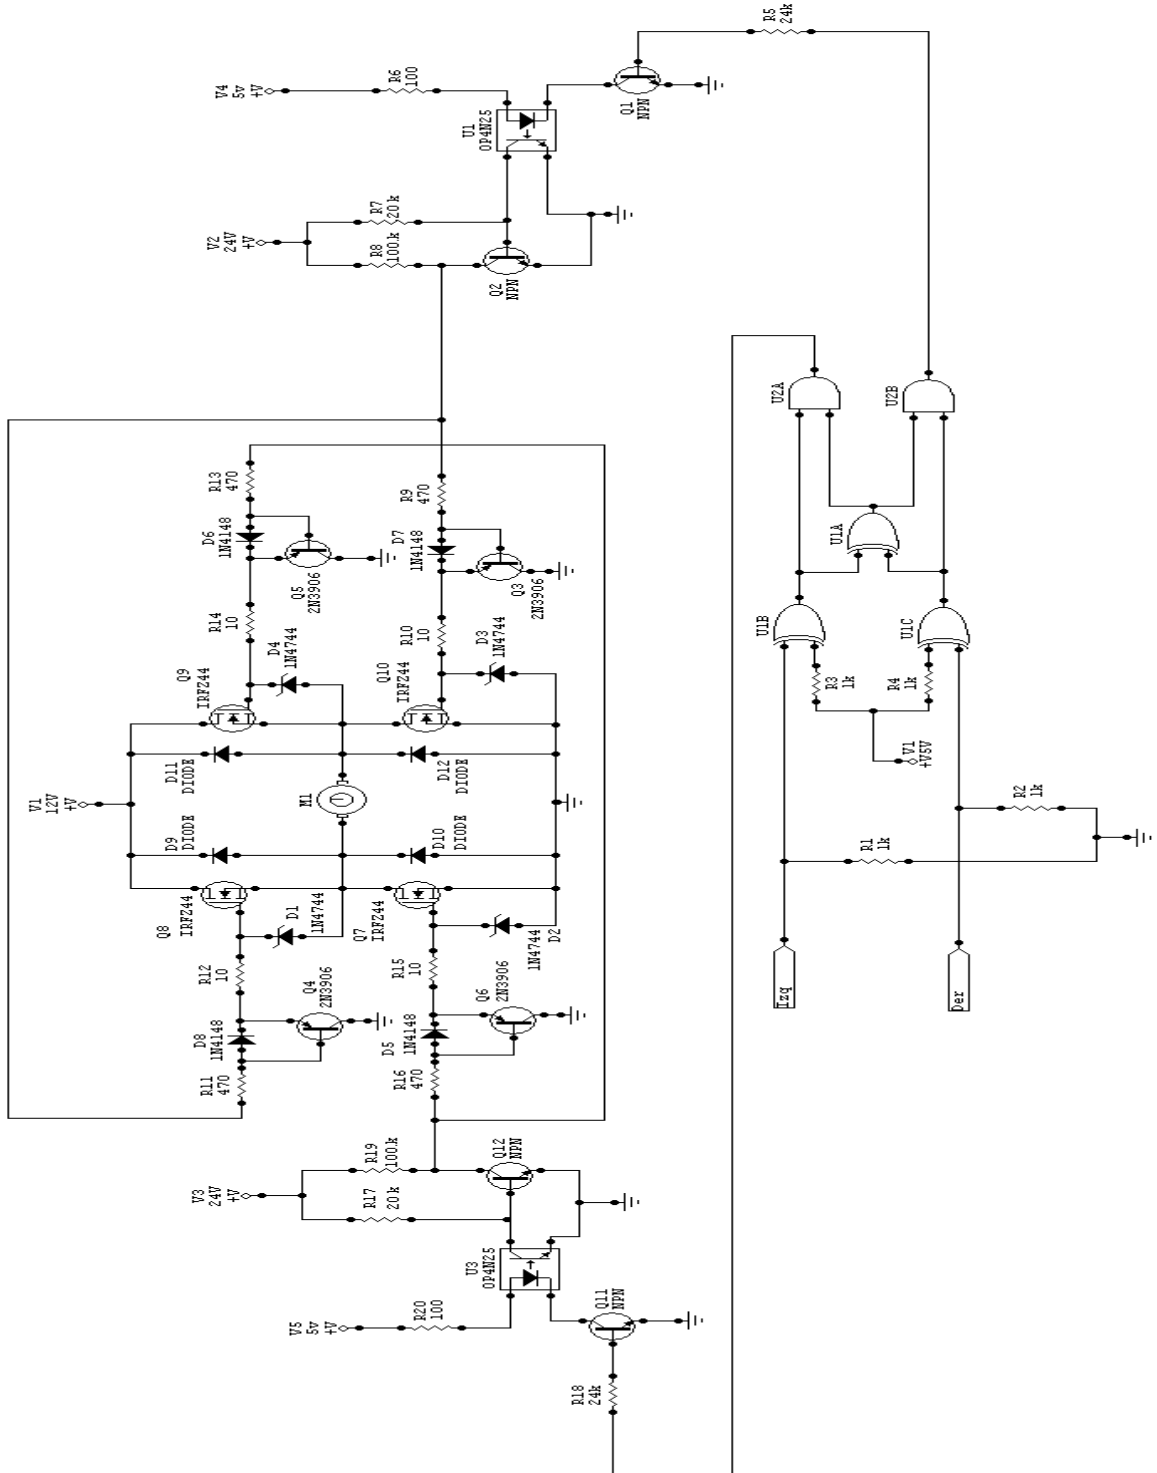 R5
24k
V4
5v
+V
R6
100
Q1
NPN
U1
OP4N25
V2
24V
+V
R7
20k
R8
100k
Q2
NPN
U2A
U2B
U1A
U1B
U1C
R3
1k
R4
1k
V1
+V5V
R2
1k
R1
1k
Izq
Der
R13
470
D6
1N4148
Q5
2N3906
R14
10
D4
1N4744
Q9
IRFZ44
R9
470
D7
1N4148
Q3
2N3906
R10
10
D3
1N4744
Q10
IRFZ44
D11
DIODE
D12
DIODE
V1
12V
+V
M1
D9
DIODE
D10
DIODE
Q8
IRFZ44
D1
1N4744
Q7
IRFZ44
D2
1N4744
R12
10
Q4
2N3906
D8
1N4148
R11
470
R15
10
Q6
2N3906
D5
1N4148
R16
470
V3
24V
+V
R19
100k
R17
20k
Q12
NPN
U3
OP4N25
V5
5v
+V
R20
100
Q11
NPN
R18
24k